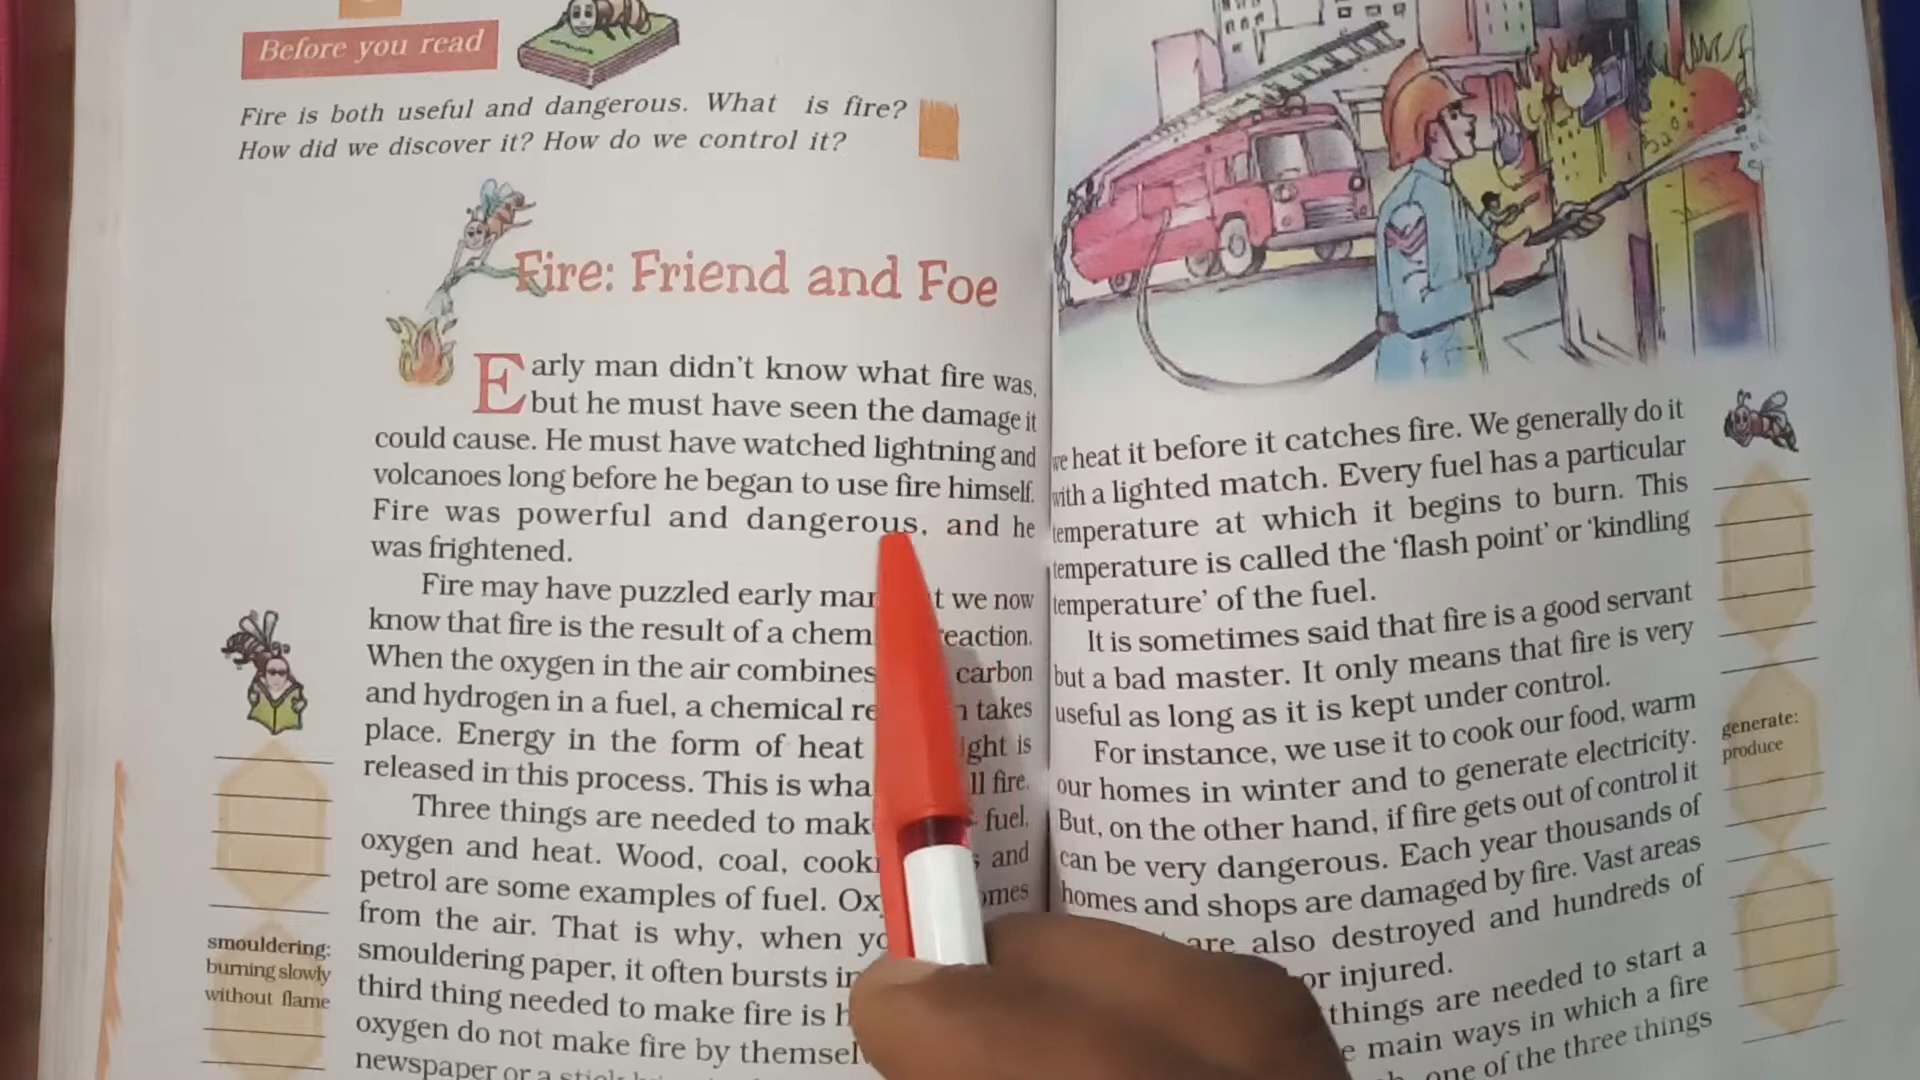 Before you read
Fire is both useful and dangerous. What is fire?
How did we discover it? How do we control it?
Fire: Friend and Foe
Early man didn't know what fire was,
but he must have seen the damage it
could cause. He must have watched lightning and
volcanoes long before he began to use fire himself.
Fire was powerful and dangerous, and he
was frightened.
Fire may have puzzled early man we now
know that fire is the result of a reaction.
When the oxygen in the air combines carbon
and hydrogen in a fuel, a chemical takes
place. Energy in the form of heat is
released in this process. This is fire.
Three things are needed to fuel,
oxygen and heat. Wood, coal, and
petrol are some examples of fuel.
from the air. That is why, when
smouldering paper, it often bursts
third thing needed to make fire is
oxygen do not make fire by
newspaper or a
smouldering:
burning slowly
without flame
we heat it before it catches fire. We generally do it
with a lighted match. Every fuel has a particular
temperature at which it begins to burn. This
temperature is called the 'flash point' or 'kindling
temperature' of the fuel.
It is sometimes said that fire is a good servant
but a bad master. It only means that fire is very
useful as long as it is kept under control.
For instance, we use it to cook our food, warm
our homes in winter and to generate electricity.
But, on the other hand, if fire gets out of control it
can be very dangerous. Each year thousands of
homes and shops are damaged by fire. Vast areas
are also destroyed and hundreds of
or injured.
things are needed to start a
main ways in which a fire
one of the three things
generate:
produce